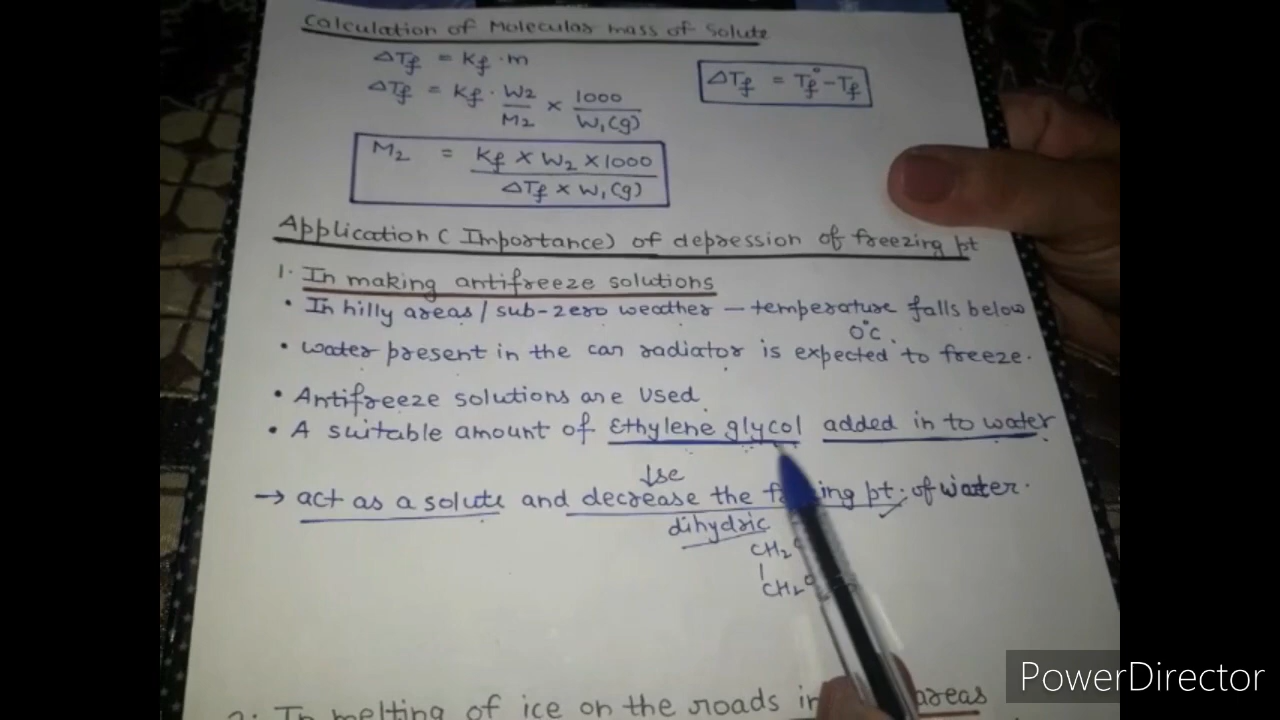 Calculation of Molecular mass of Solute
ΔTf = Kf · m
ΔTf = Kf · W2/M2 × 1000/W1(g)
ΔTf = Tf° - Tf
M2 = Kf × W2 × 1000 / ΔTf × W1(g)
Application (Importance) of depression of freezing pt
1. In making antifreeze solutions
• In hilly areas / sub-zero weather — temperature falls below
0°C.
• Water present in the car radiator is expected to freeze.
• Antifreeze solutions are used.
• A suitable amount of Ethylene glycol added in to water
↓se
→ act as a solute and decrease the pt. of water.
dihydric
CH2
|
CH2
2. In melting of ice on the roads in areas
PowerDirector